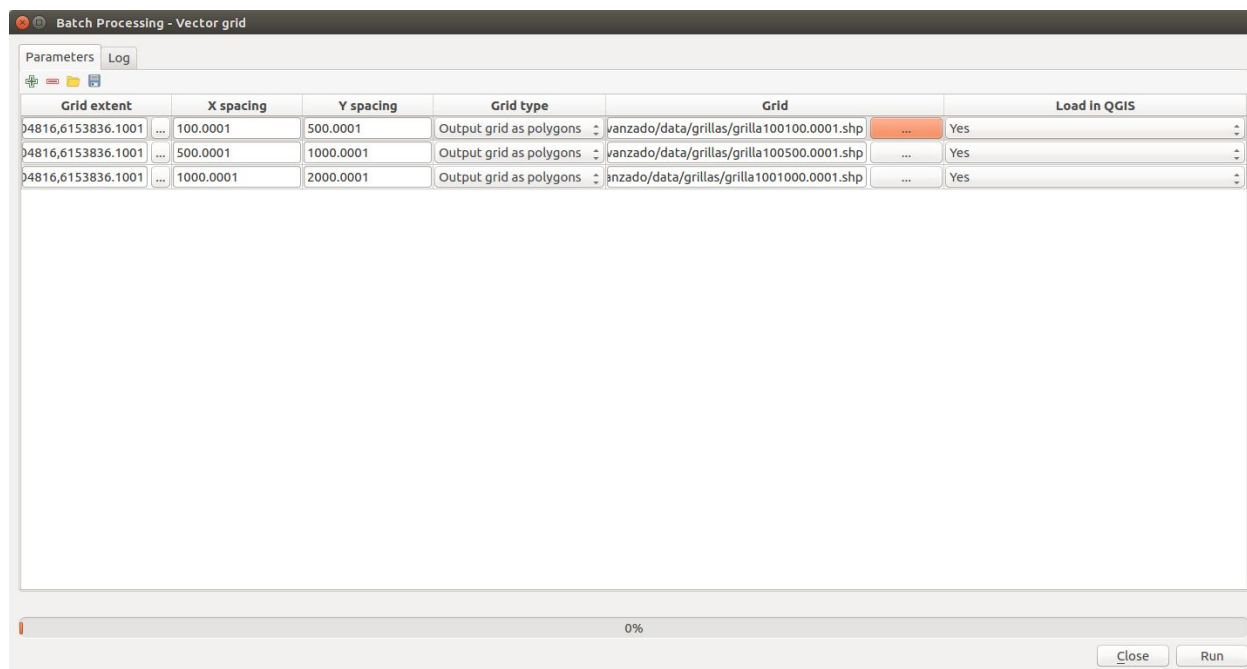 Batch Processing - Vector grid
Parameters Log
Grid extent X spacing Y spacing Grid type Grid Load in QGIS
04816,6153836.1001 ... 100.0001 500.0001 Output grid as polygons vanzado/data/grillas/grilla100100.0001.shp ... Yes
04816,6153836.1001 ... 500.0001 1000.0001 Output grid as polygons vanzado/data/grillas/grilla100500.0001.shp ... Yes
04816,6153836.1001 ... 1000.0001 2000.0001 Output grid as polygons anzado/data/grillas/grilla1001000.0001.shp ... Yes
0%
Close Run